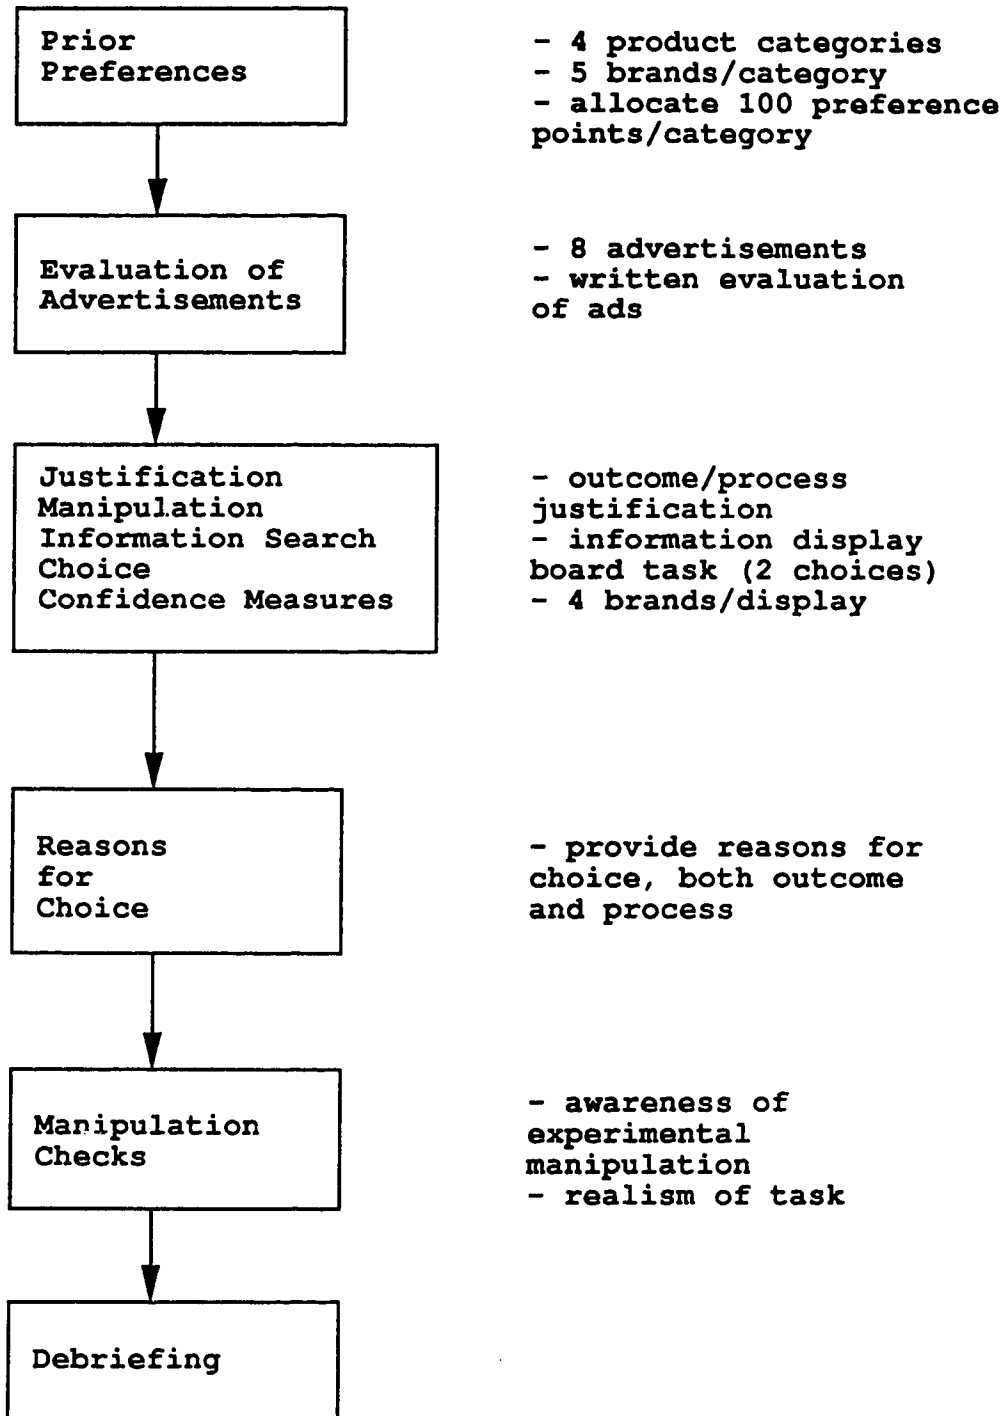 Prior
Preferences
- 4 product categories
- 5 brands/category
- allocate 100 preference
points/category
Evaluation of
Advertisements
- 8 advertisements
- written evaluation
of ads
Justification
Manipulation
Information Search
Choice
Confidence Measures
- outcome/process
justification
- information display
board task (2 choices)
- 4 brands/display
Reasons
for
Choice
- provide reasons for
choice, both outcome
and process
Manipulation
Checks
- awareness of
experimental
manipulation
- realism of task
Debriefing